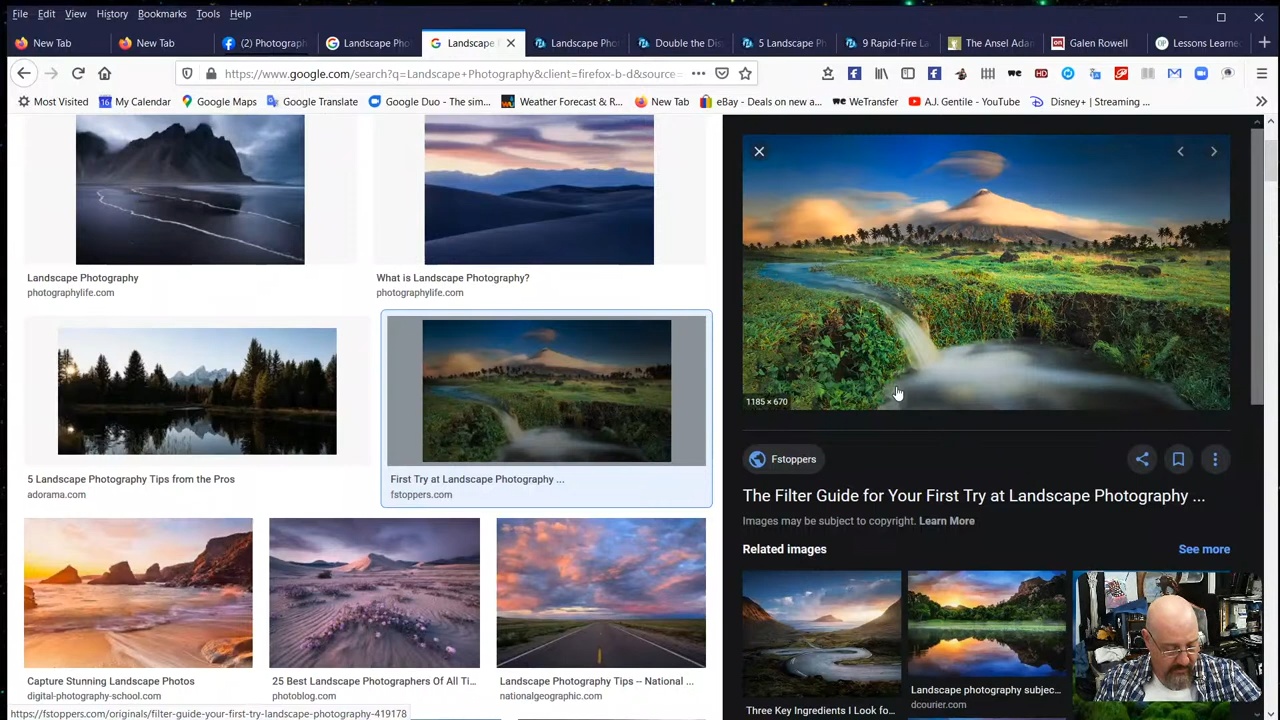 File Edit View History Bookmarks Tools Help
New Tab
New Tab
(2) Photograph
Landscape Pho
Landscape
Landscape Pho
Double the Dis
5 Landscape Ph
9 Rapid-Fire La
The Ansel Adan
Galen Rowell
Lessons Learne
https://www.google.com/search?q=Landscape+Photography&client=firefox-b-d&source=
Most Visited
16 My Calendar
Google Maps
Google Translate
Google Duo - The sim...
Weather Forecast & R...
New Tab
eBay - Deals on new a...
WeTransfer
A.J. Gentile - YouTube
Disney+ | Streaming ...
Landscape Photography
photographylife.com
What is Landscape Photography?
photographylife.com
5 Landscape Photography Tips from the Pros
adorama.com
First Try at Landscape Photography ...
fstoppers.com
Capture Stunning Landscape Photos
digital-photography-school.com
25 Best Landscape Photographers Of All Ti...
photoblog.com
Landscape Photography Tips -- National ...
nationalgeographic.com
https://fstoppers.com/originals/filter-guide-your-first-try-landscape-photography-419178
1185 × 670
Fstoppers
The Filter Guide for Your First Try at Landscape Photography ...
Images may be subject to copyright. Learn More
Related images
See more
Three Key Ingredients I Look fo...
Landscape photography subjec...
dcourier.com